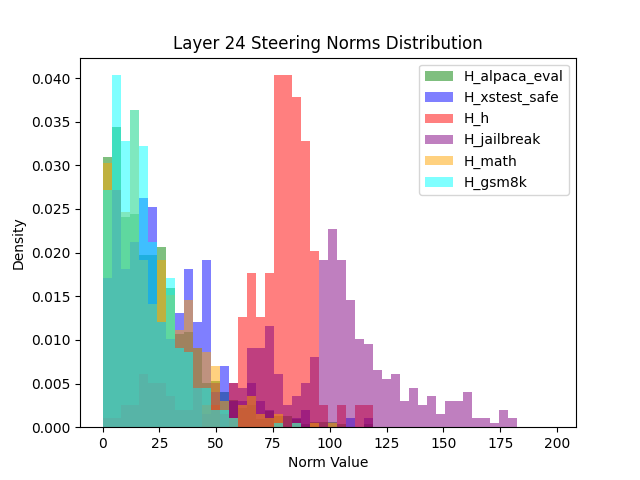 Layer 24 Steering Norms Distribution
0.040
0.035
0.030
0.025
0.020
0.015
0.010
0.005
0.000
Density
0 25 50 75 100 125 150 175 200
Norm Value
H_alpaca_eval
H_xstest_safe
H_h
H_jailbreak
H_math
H_gsm8k